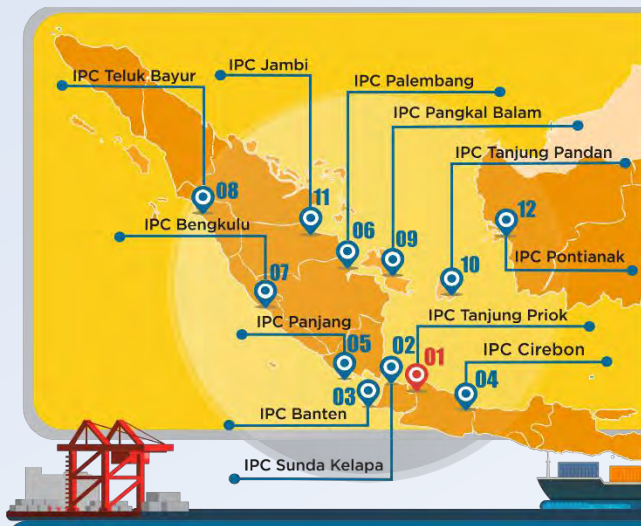 IPC Teluk Bayur
IPC Jambi
IPC Palembang
IPC Pangkal Balam
IPC Tanjung Pandan
08
11
12
06
09
IPC Bengkulu
IPC Pontianak
07
10
IPC Panjang
IPC Tanjung Priok
05
02
01
IPC Cirebon
03
04
IPC Banten
IPC Sunda Kelapa